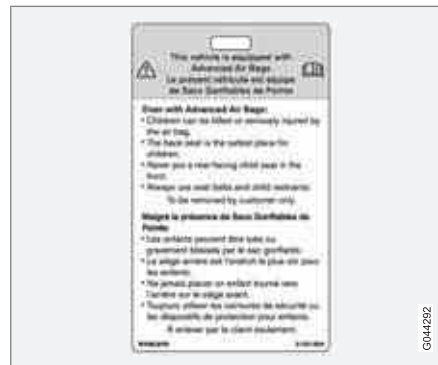 This vehicle is equipped with
Advanced Air Bags.
Le présent véhicule est équipé
de Sacs Gonflables de Pointe
Even with Advanced Air Bags:
• Children can be killed or seriously injured by
the air bag.
• The back seat is the safest place for
children.
• Never put a rear-facing child seat in the
front.
• Always use seat belts and child restraints.
To be removed by customer only.
Malgré la présence de Sacs Gonflables de
Pointe:
• Les enfants peuvent être tués ou
gravement blessés par le sac gonflable.
• Le siège arrière est l'endroit le plus sûr pour
les enfants.
• Ne jamais placer un enfant tourné vers
l'arrière sur le siège avant.
• Toujours utiliser les ceintures de sécurité ou
les dispositifs de protection pour enfants.
À enlever par le client seulement.
G044292